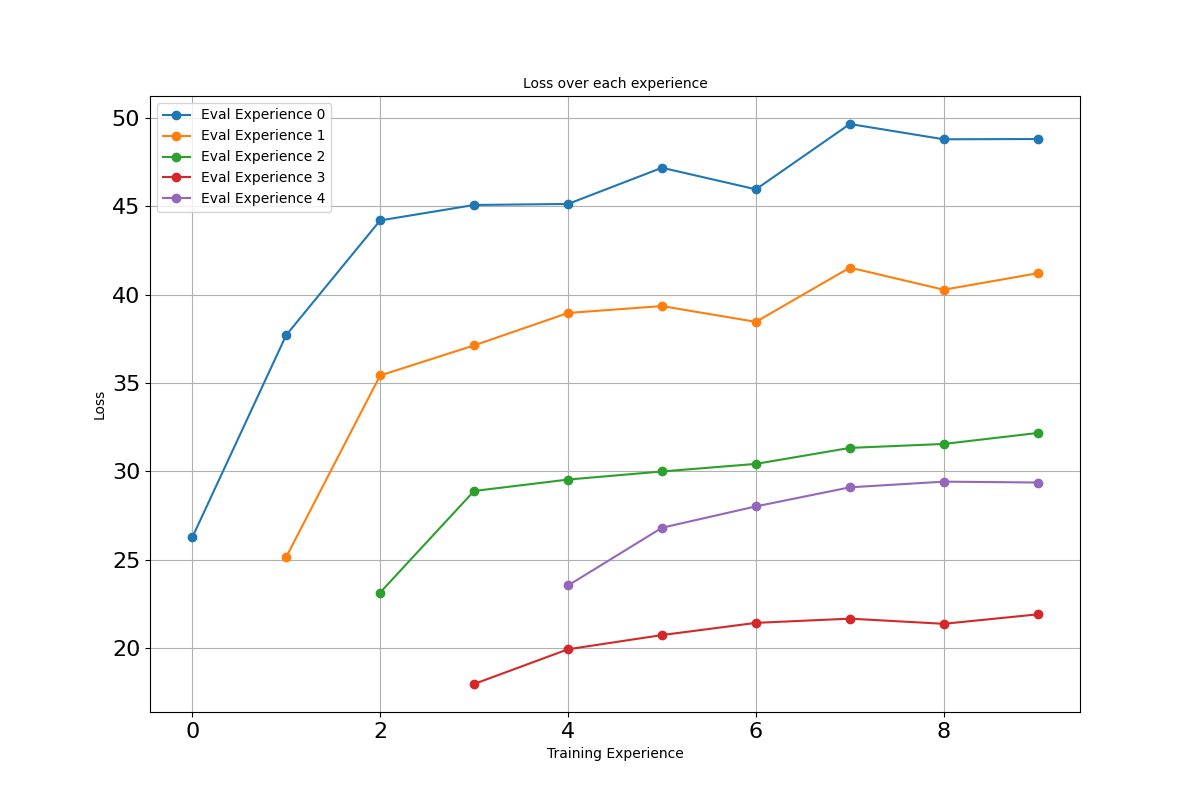 Loss over each experience
Eval Experience 0
Eval Experience 1
Eval Experience 2
Eval Experience 3
Eval Experience 4
50
45
40
35
30
25
20
Loss
0 2 4 6 8
Training Experience